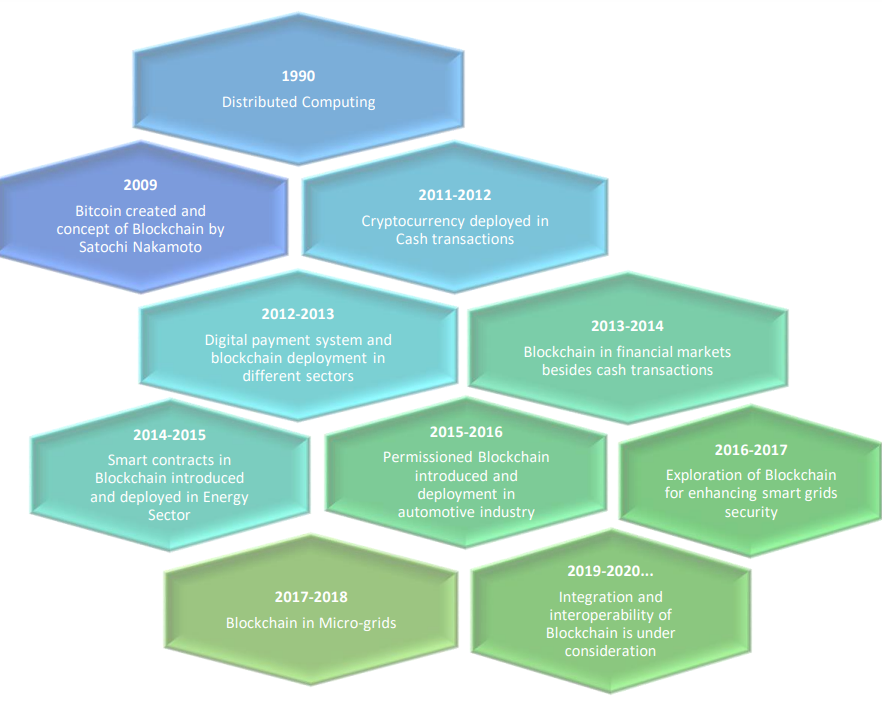 1990
Distributed Computing
2009
Bitcoin created and
concept of Blockchain by
Satochi Nakamoto
2011-2012
Cryptocurrency deployed in
Cash transactions
2012-2013
Digital payment system and
blockchain deployment in
different sectors
2013-2014
Blockchain in financial markets
besides cash transactions
2014-2015
Smart contracts in
Blockchain introduced
and deployed in Energy
Sector
2015-2016
Permissioned Blockchain
introduced and
deployment in
automotive industry
2016-2017
Exploration of Blockchain
for enhancing smart grids
security
2017-2018
Blockchain in Micro-grids
2019-2020...
Integration and
interoperability of
Blockchain is under
consideration